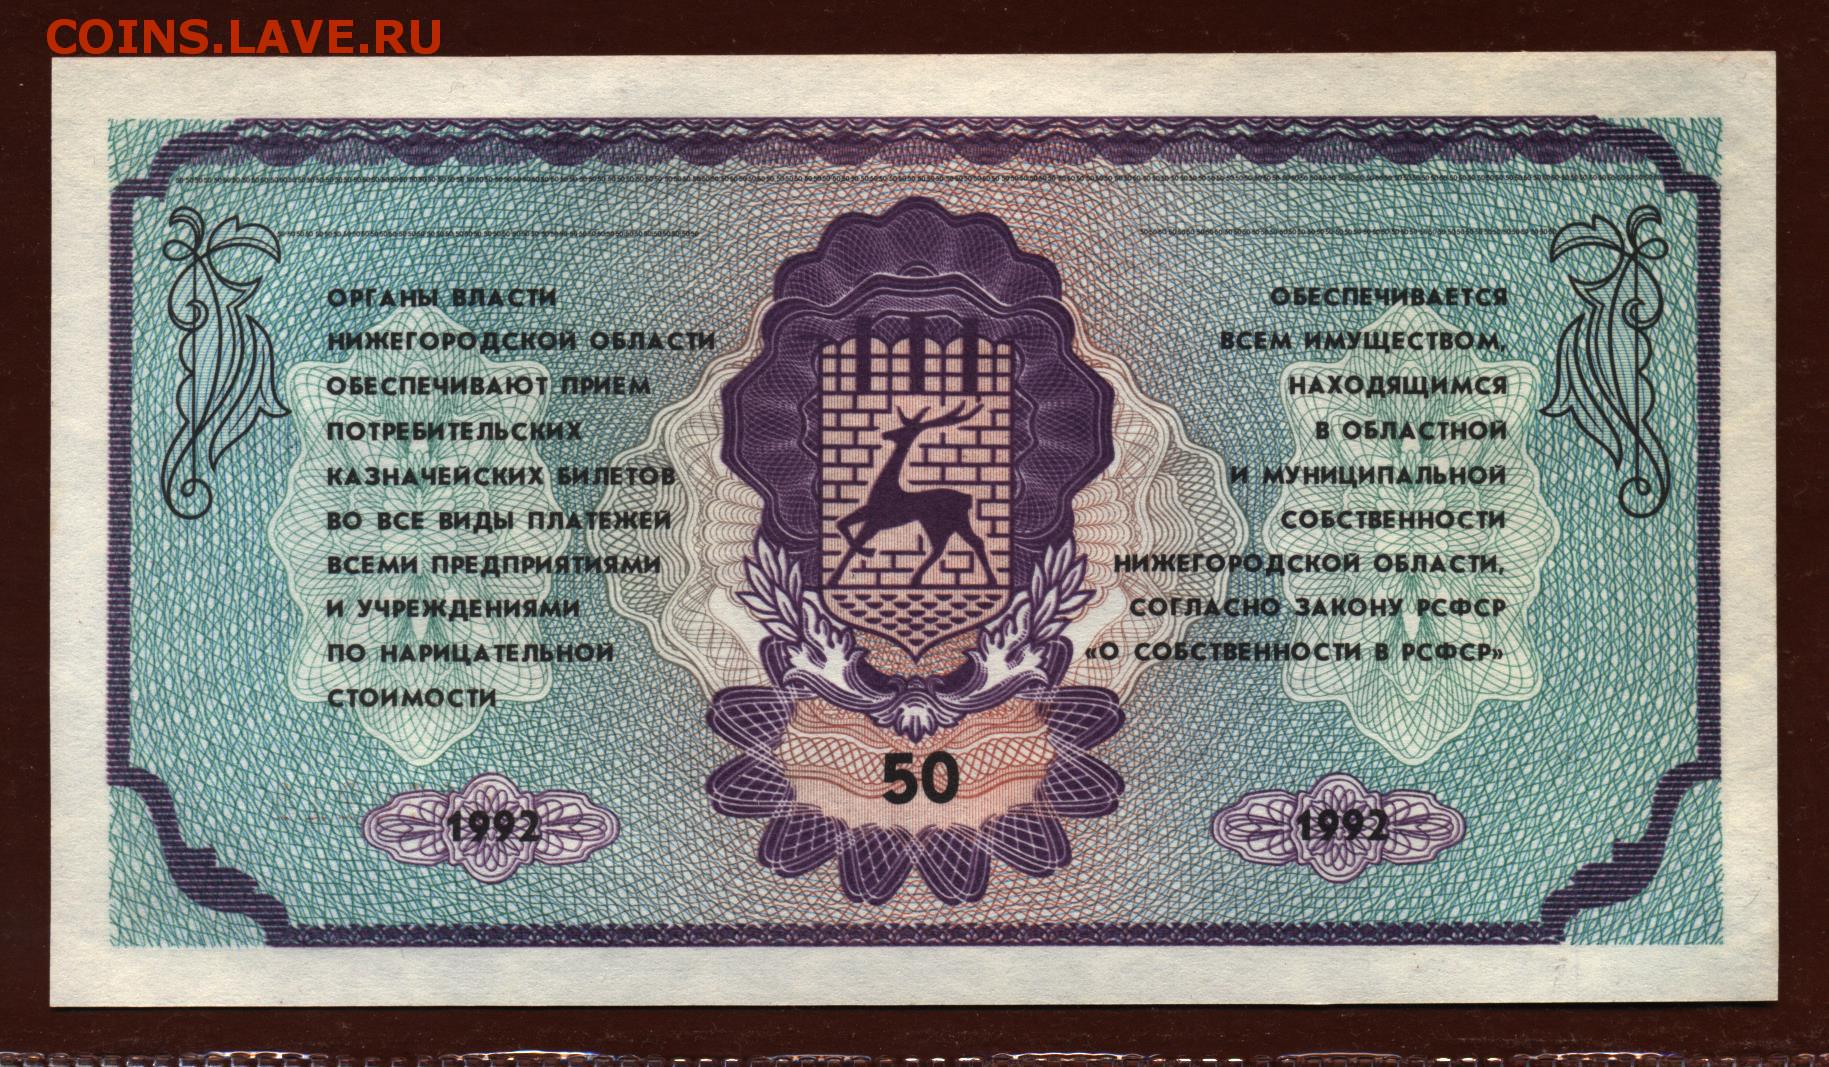 COINS.LAVE.RU
ОРГАНЫ ВЛАСТИ
НИЖЕГОРОДСКОЙ ОБЛАСТИ
ОБЕСПЕЧИВАЮТ ПРИЕМ
ПОТРЕБИТЕЛЬСКИХ
КАЗНАЧЕЙСКИХ БИЛЕТОВ
ВО ВСЕ ВИДЫ ПЛАТЕЖЕЙ
ВСЕМИ ПРЕДПРИЯТИЯМИ
И УЧРЕЖДЕНИЯМИ
ПО НАРИЦАТЕЛЬНОЙ
СТОИМОСТИ
ОБЕСПЕЧИВАЕТСЯ
ВСЕМ ИМУЩЕСТВОМ,
НАХОДЯЩИМСЯ
В ОБЛАСТНОЙ
И МУНИЦИПАЛЬНОЙ
СОБСТВЕННОСТИ
НИЖЕГОРОДСКОЙ ОБЛАСТИ,
СОГЛАСНО ЗАКОНУ РСФСР
«О СОБСТВЕННОСТИ В РСФСР»
50
1992
1992